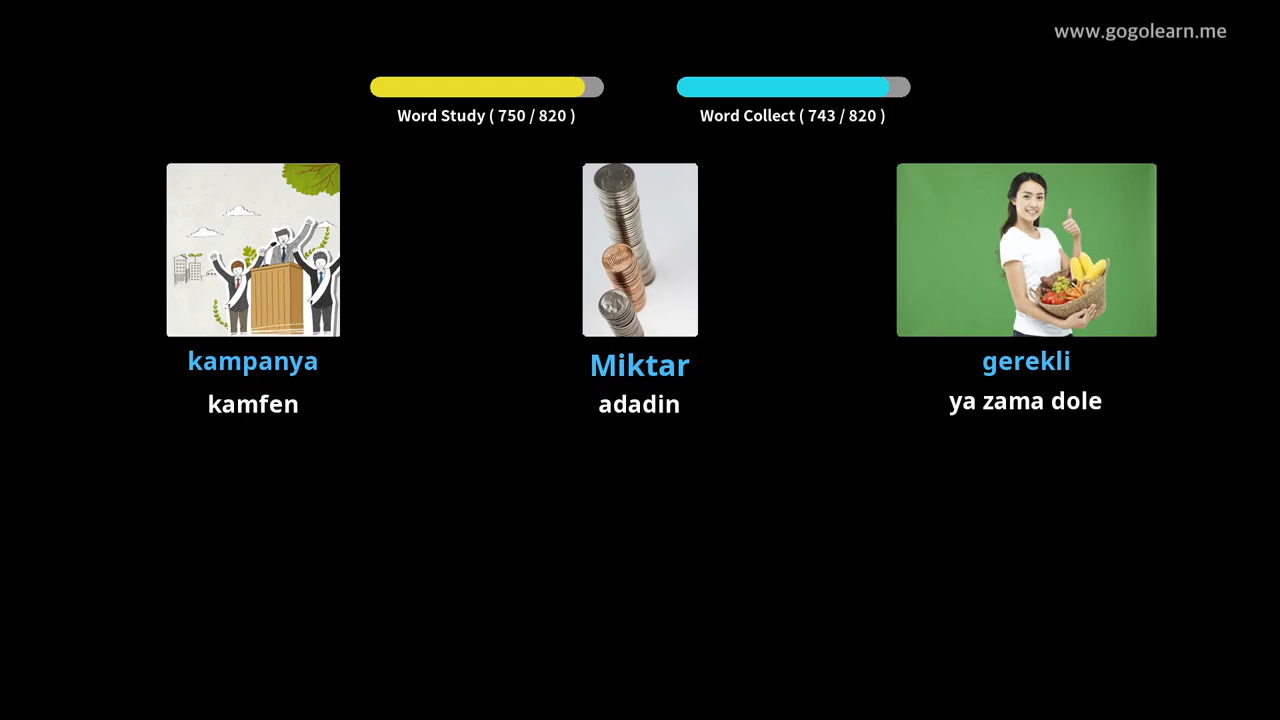 www.gogolearn.me
Word Study ( 750 / 820 )
Word Collect ( 743 / 820 )
kampanya
Miktar
gerekli
kamfen
adadin
ya zama dole